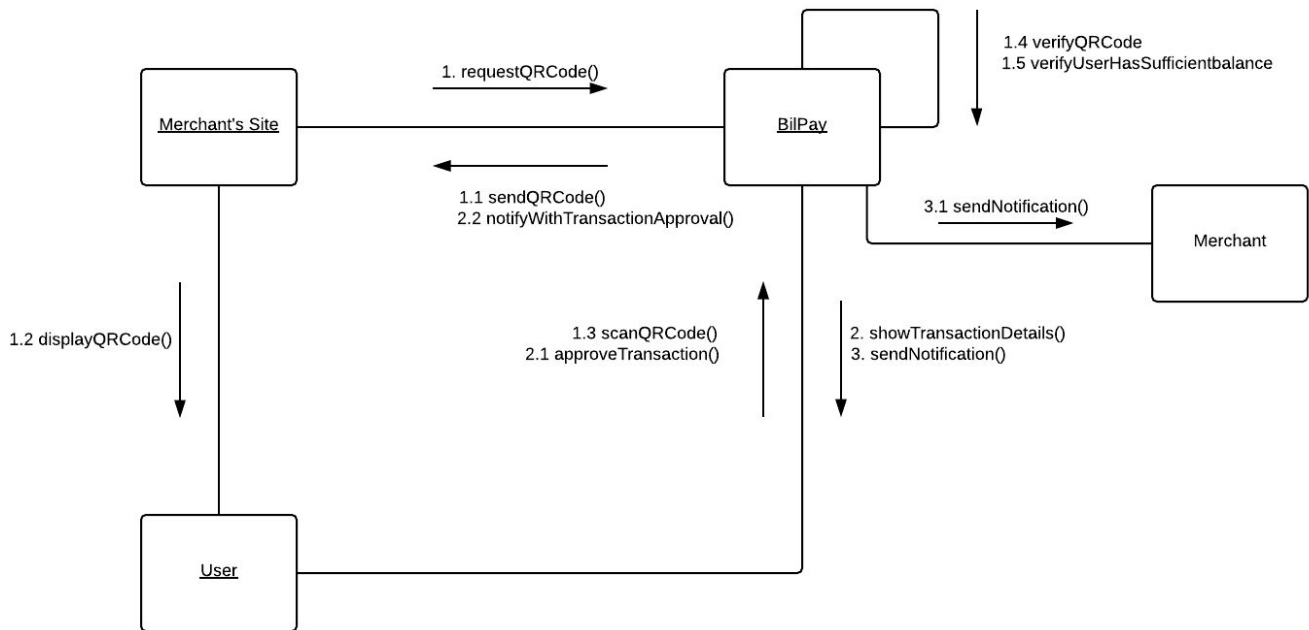 1.4 verifyQRCode
1.5 verifyUserHasSufficientbalance
1. requestQRCode()
Merchant's Site
BilPay
1.1 sendQRCode()
2.2 notifyWithTransactionApproval()
3.1 sendNotification()
Merchant
1.2 displayQRCode()
1.3 scanQRCode()
2.1 approveTransaction()
2. showTransactionDetails()
3. sendNotification()
User